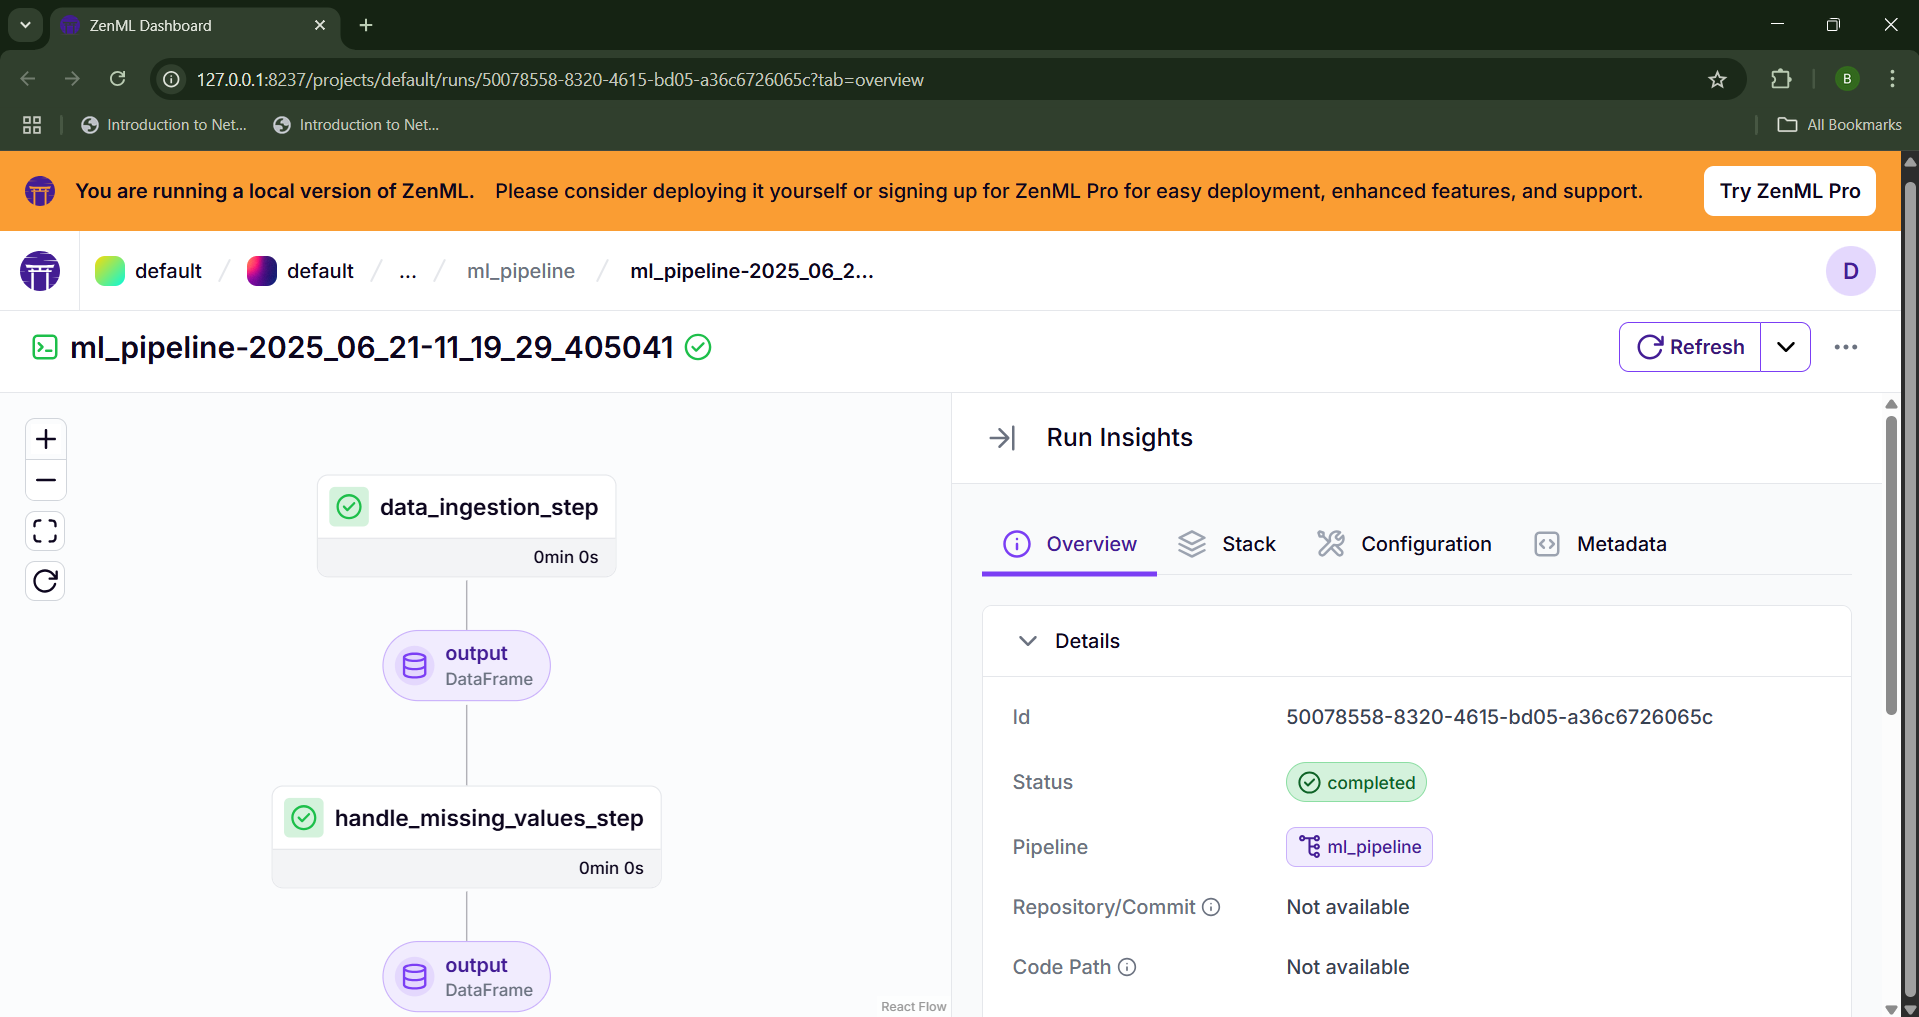 ZenML Dashboard
127.0.0.1:8237/projects/default/runs/50078558-8320-4615-bd05-a36c6726065c?tab=overview
B
Introduction to Net...
Introduction to Net...
All Bookmarks
You are running a local version of ZenML. Please consider deploying it yourself or signing up for ZenML Pro for easy deployment, enhanced features, and support.
Try ZenML Pro
default / default / ... / ml_pipeline / ml_pipeline-2025_06_2...
D
ml_pipeline-2025_06_21-11_19_29_405041
Refresh
data_ingestion_step
0min 0s
output
DataFrame
handle_missing_values_step
0min 0s
output
DataFrame
React Flow
Run Insights
Overview
Stack
Configuration
Metadata
Details
Id 50078558-8320-4615-bd05-a36c6726065c
Status completed
Pipeline ml_pipeline
Repository/Commit Not available
Code Path Not available